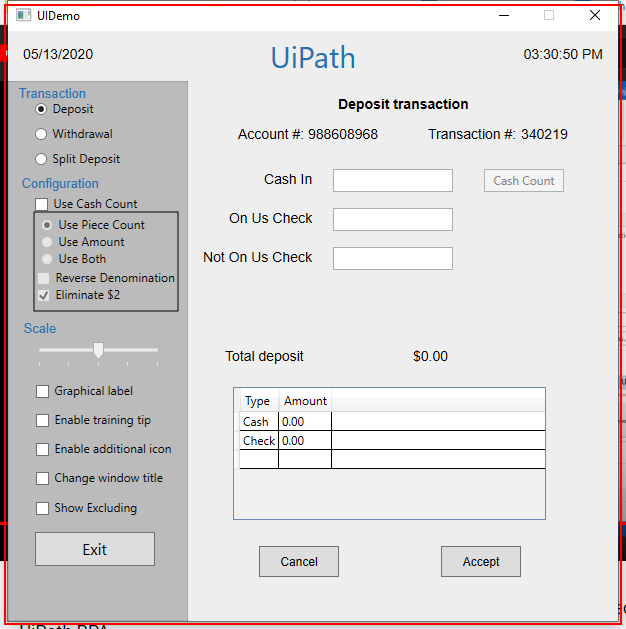 UIDemo
05/13/2020
UiPath
03:30:50 PM
Transaction
Deposit
Withdrawal
Split Deposit
Configuration
Use Cash Count
Use Piece Count
Use Amount
Use Both
Reverse Denomination
Eliminate $2
Scale
Graphical label
Enable training tip
Enable additional icon
Change window title
Show Excluding
Exit
Deposit transaction
Account #: 988608968 Transaction #: 340219
Cash In
Cash Count
On Us Check
Not On Us Check
Total deposit $0.00
Type Amount
Cash 0.00
Check 0.00
Cancel
Accept
UiPath RPA